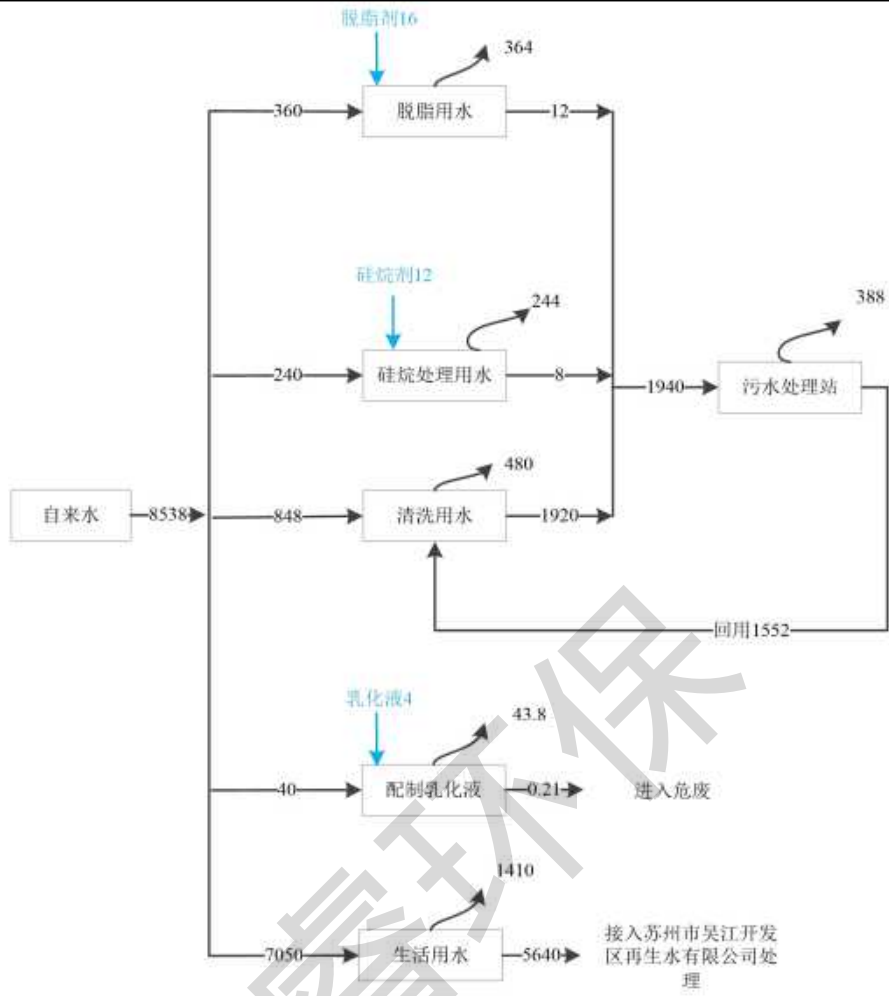 脱脂剂16
364
360
脱脂用水
12
硅烷剂12
244
388
240
硅烷处理用水
8
1940
污水处理站
480
自来水
8538
848
清洗用水
1920
回用1552
乳化液4
43.8
40
配制乳化液
0.21
进入危废
1410
7050
生活用水
5640
接入苏州市吴江开发
区再生水有限公司处
理
睿环保